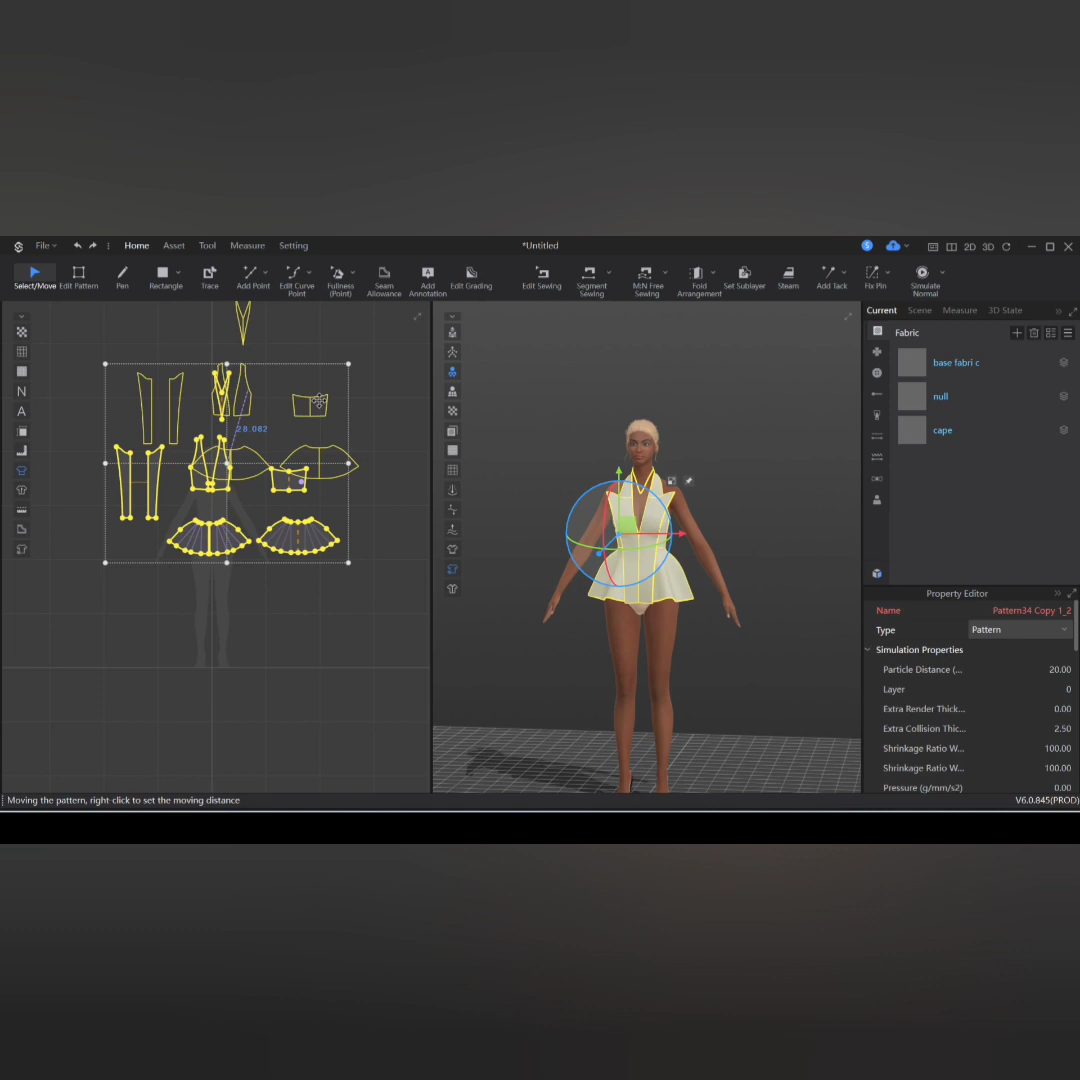 File Home Asset Tool Measure Setting *Untitled S 2D 3D
Select/Move Edit Pattern Pen Rectangle Trace Add Point Edit Curve Point Fullness (Point) Seam Allowance Add Annotation Edit Grading Edit Sewing Segment Sewing M:N Free Sewing Fold Arrangement Set Sublayer Steam Add Tack Fix Pin Simulate Normal
Current Scene Measure 3D State
Fabric
base fabri c
null
cape
N
A
28.082
Property Editor
Name Pattern34 Copy 1_2
Type Pattern
Simulation Properties
Particle Distance (... 20.00
Layer 0
Extra Render Thick... 0.00
Extra Collision Thic... 2.50
Shrinkage Ratio W... 100.00
Shrinkage Ratio W... 100.00
Pressure (g/mm/s2) 0.00
Moving the pattern, right-click to set the moving distance V6.0.845(PROD)